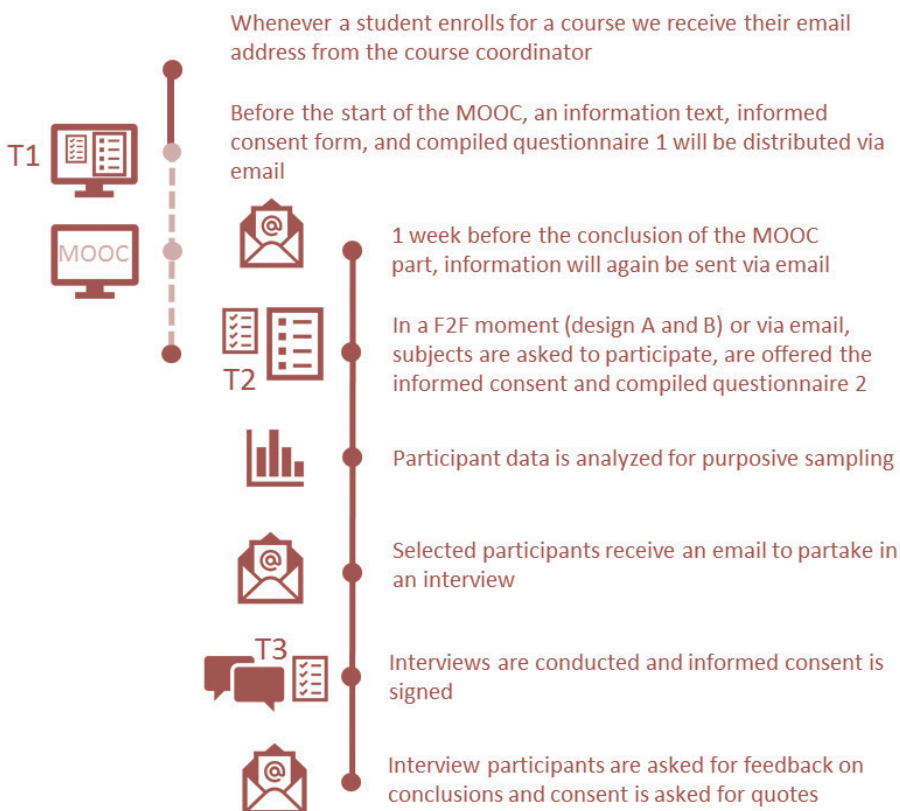 Whenever a student enrolls for a course we receive their email
address from the course coordinator
Before the start of the MOOC, an information text, informed
consent form, and compiled questionnaire 1 will be distributed via
email
T1
MOOC
1 week before the conclusion of the MOOC
part, information will again be sent via email
In a F2F moment (design A and B) or via email,
subjects are asked to participate, are offered the
informed consent and compiled questionnaire 2
T2
Participant data is analyzed for purposive sampling
Selected participants receive an email to partake in
an interview
T3
Interviews are conducted and informed consent is
signed
Interview participants are asked for feedback on
conclusions and consent is asked for quotes